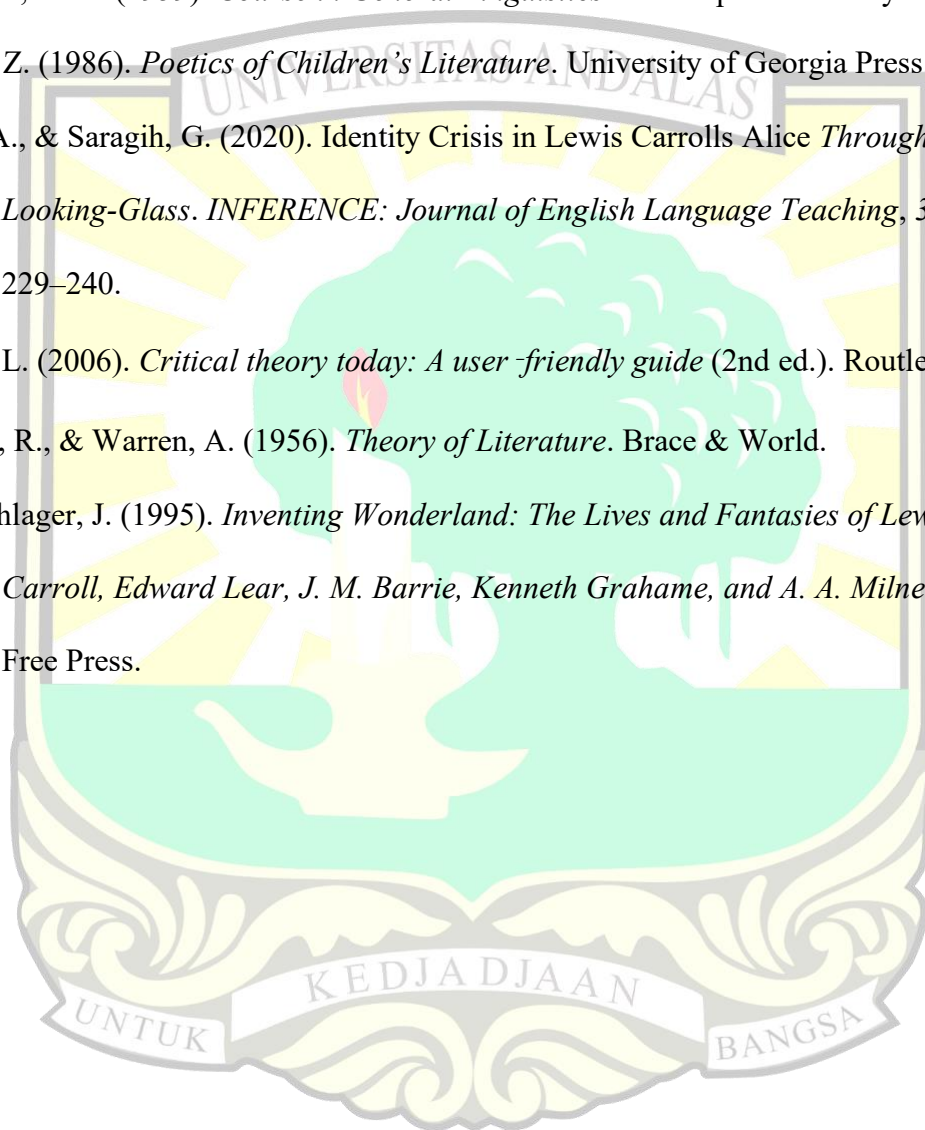 Z. (1986). Poetics of Children’s Literature. University of Georgia Press
UNIVERSITAS ANDALAS
A., & Saragih, G. (2020). Identity Crisis in Lewis Carrolls Alice Through
Looking-Glass. INFERENCE: Journal of English Language Teaching, 3
229–240.
L. (2006). Critical theory today: A user -friendly guide (2nd ed.). Routle
, R., & Warren, A. (1956). Theory of Literature. Brace & World.
hlager, J. (1995). Inventing Wonderland: The Lives and Fantasies of Lew
Carroll, Edward Lear, J. M. Barrie, Kenneth Grahame, and A. A. Milne
Free Press.
UNTUK KEDJADJAAN BANGSA